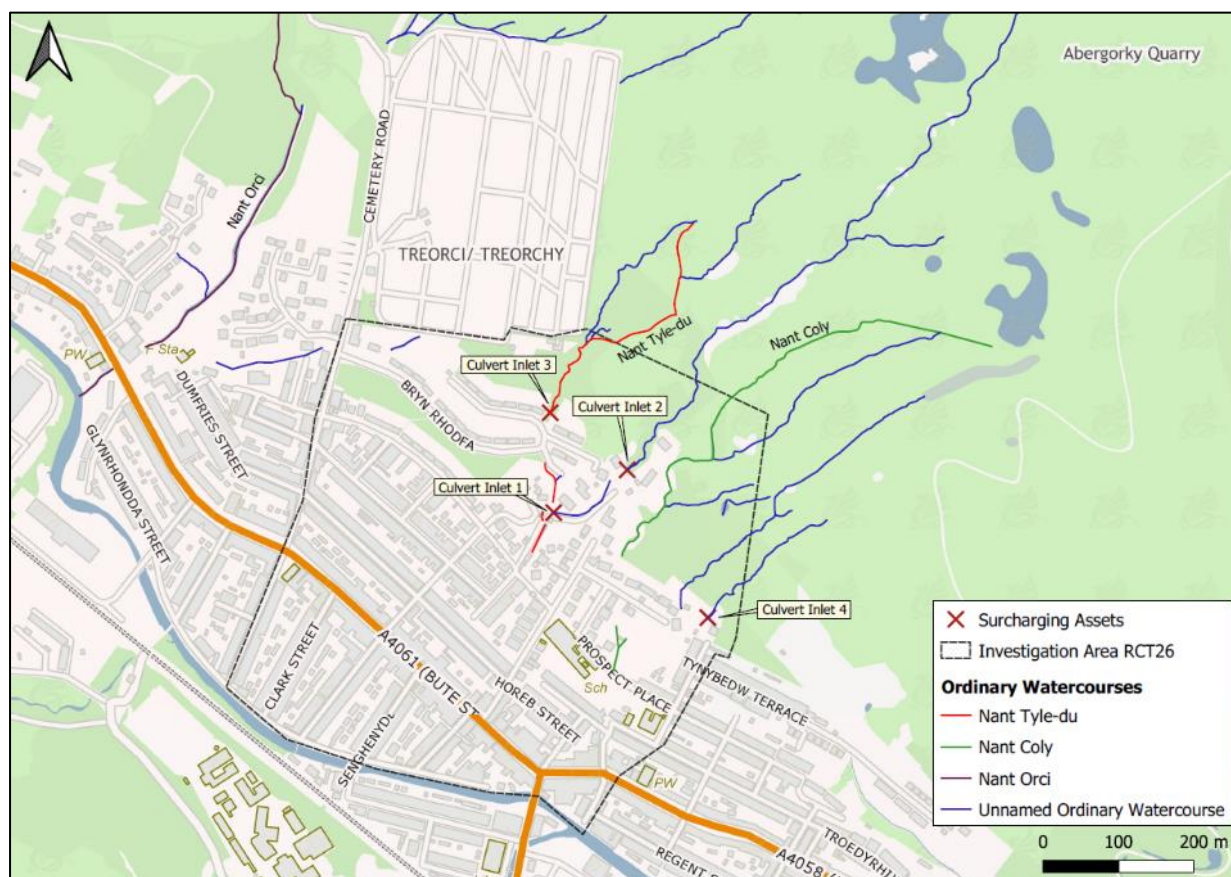 Abergorky Quarry
CEMETERY ROAD
Nant Orci
TREORCI/ TREORCHY
Nant Tyle-du
Nant Coly
PW
F Sta
DUMFRIES STREET
Culvert Inlet 3
BRYN RHODFA
Culvert Inlet 2
GLYNRHONDDA STREET
Culvert Inlet 1
Culvert Inlet 4
CLARK STREET
A4061 (BUTE ST
PROSPECT PLACE
Sch
TYNYBEDW TERRACE
HOREB STREET
SENGHENYDD
PW
TROEDYRHI
REGENT
A4058
Surcharging Assets
Investigation Area RCT26
Ordinary Watercourses
Nant Tyle-du
Nant Coly
Nant Orci
Unnamed Ordinary Watercourse
0 100 200 m